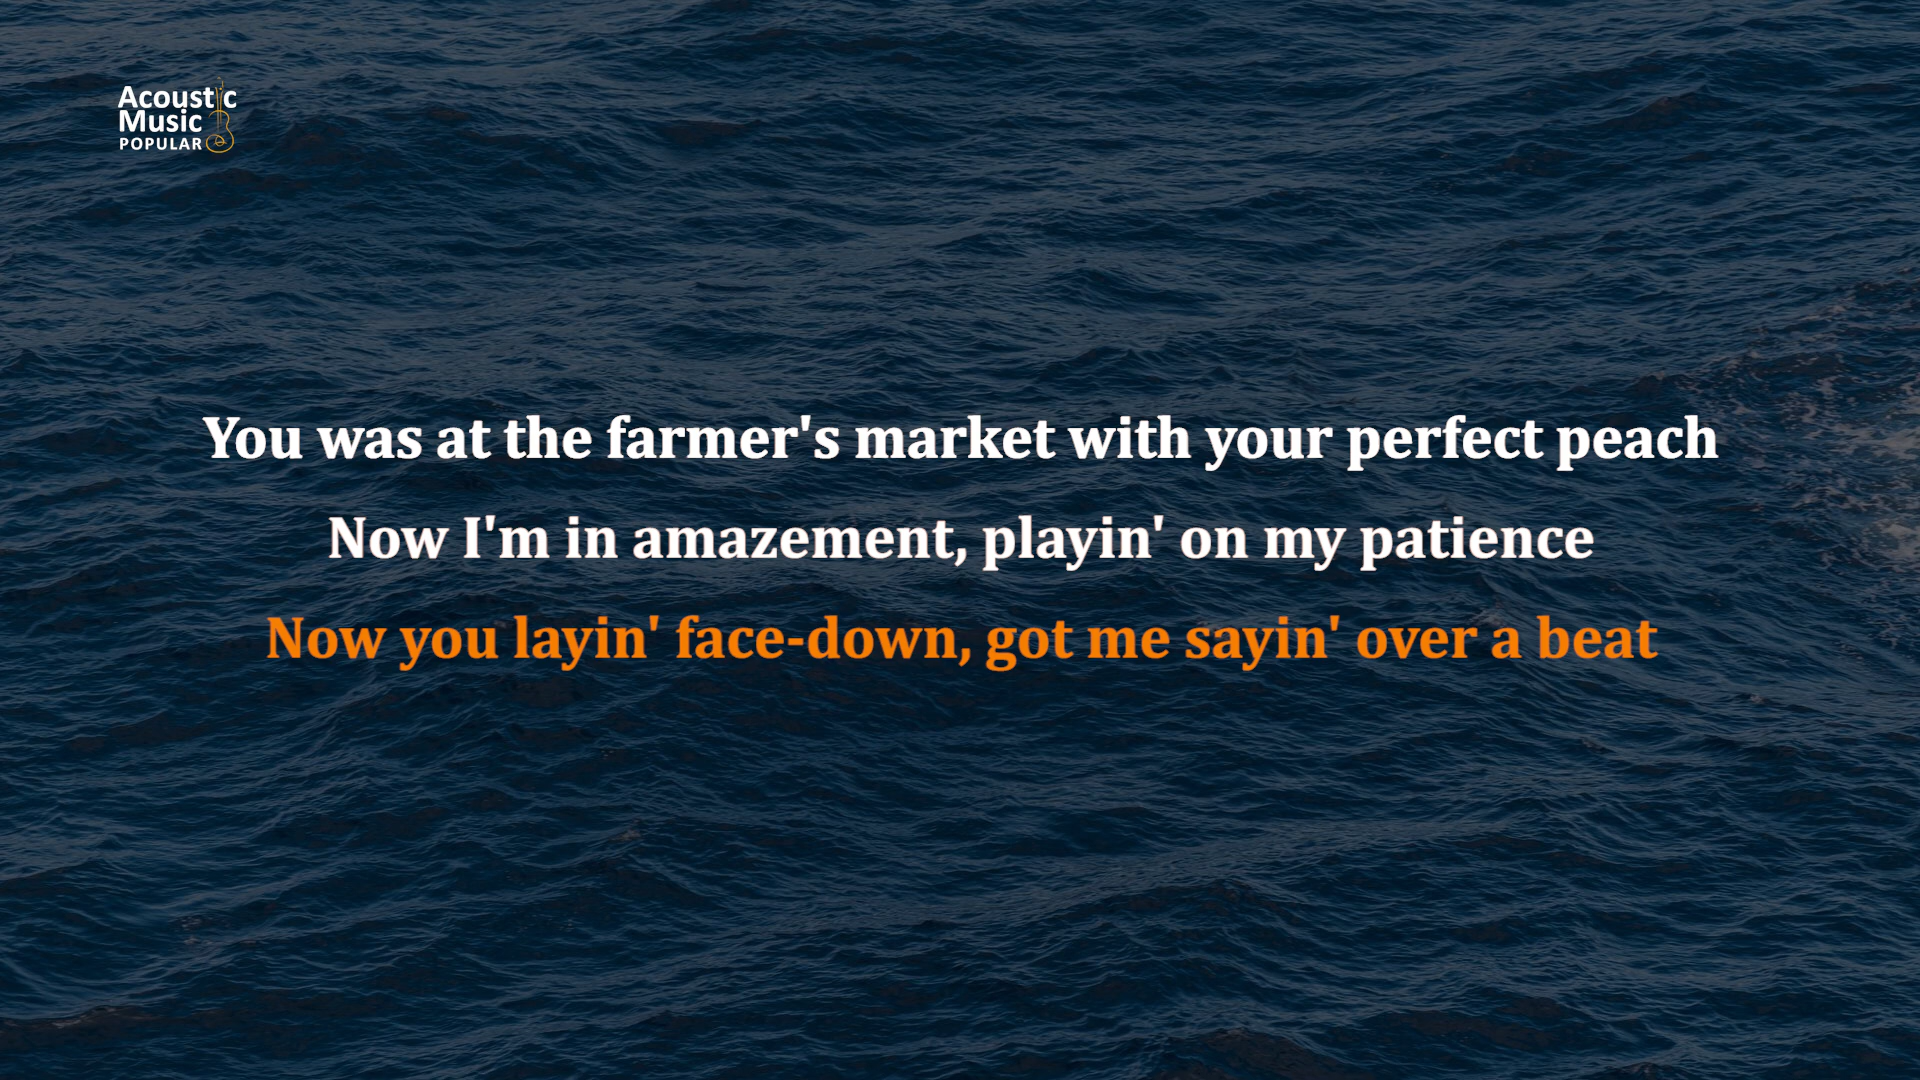 Acoustic
Music
POPULAR
You was at the farmer's market with your perfect peach
Now I'm in amazement, playin' on my patience
Now you layin' face-down, got me sayin' over a beat